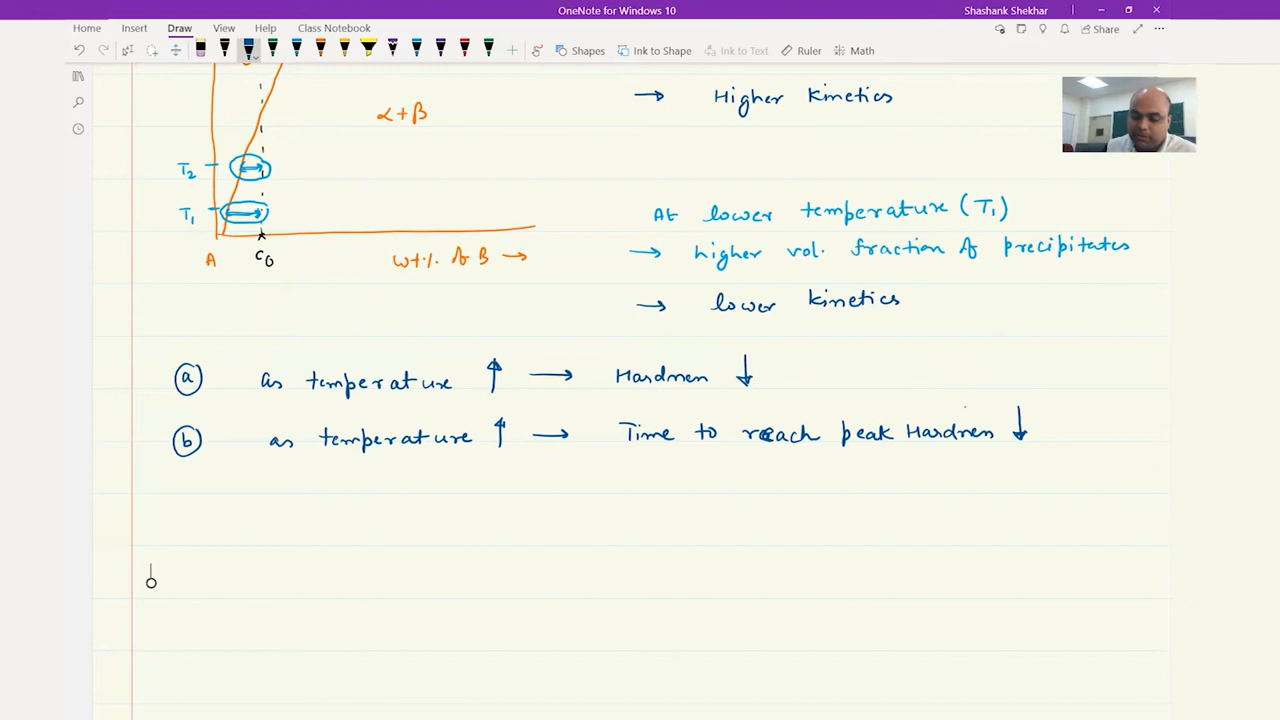 OneNote for Windows 10
Shashank Shekhar
Home Insert Draw View Help Class Notebook
Share
Shapes Ink to Shape Ink to Text Ruler Math
→ Higher kinetics
α+β
T₂
T₁
At lower temperature (T₁)
→ higher vol. fraction of precipitates
A C₀ wt% of B →
→ lower kinetics
(a) as temperature ↑ → Hardness ↓
(b) as temperature ↑ → Time to reach peak Hardness ↓